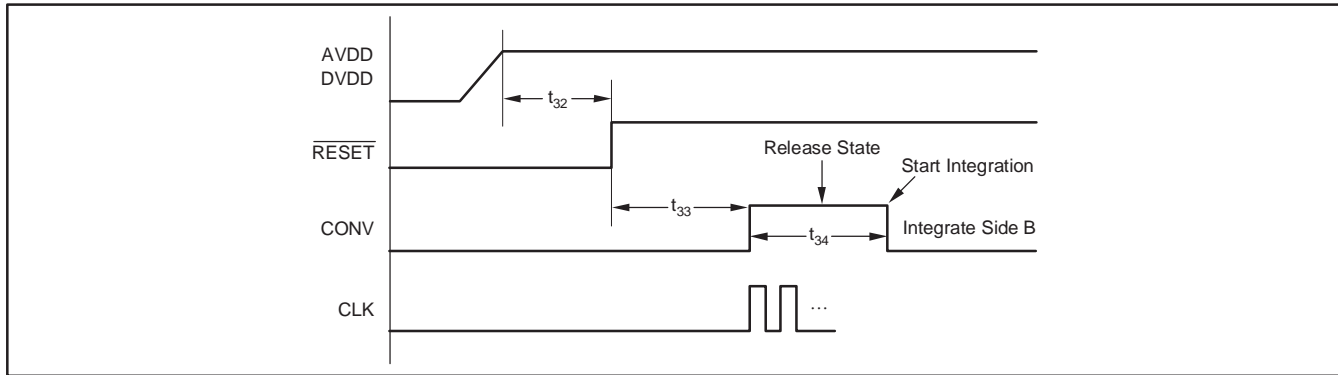 AVDD
DVDD
t32
RESET
Release State
Start Integration
t33
CONV
t34
Integrate Side B
CLK
...